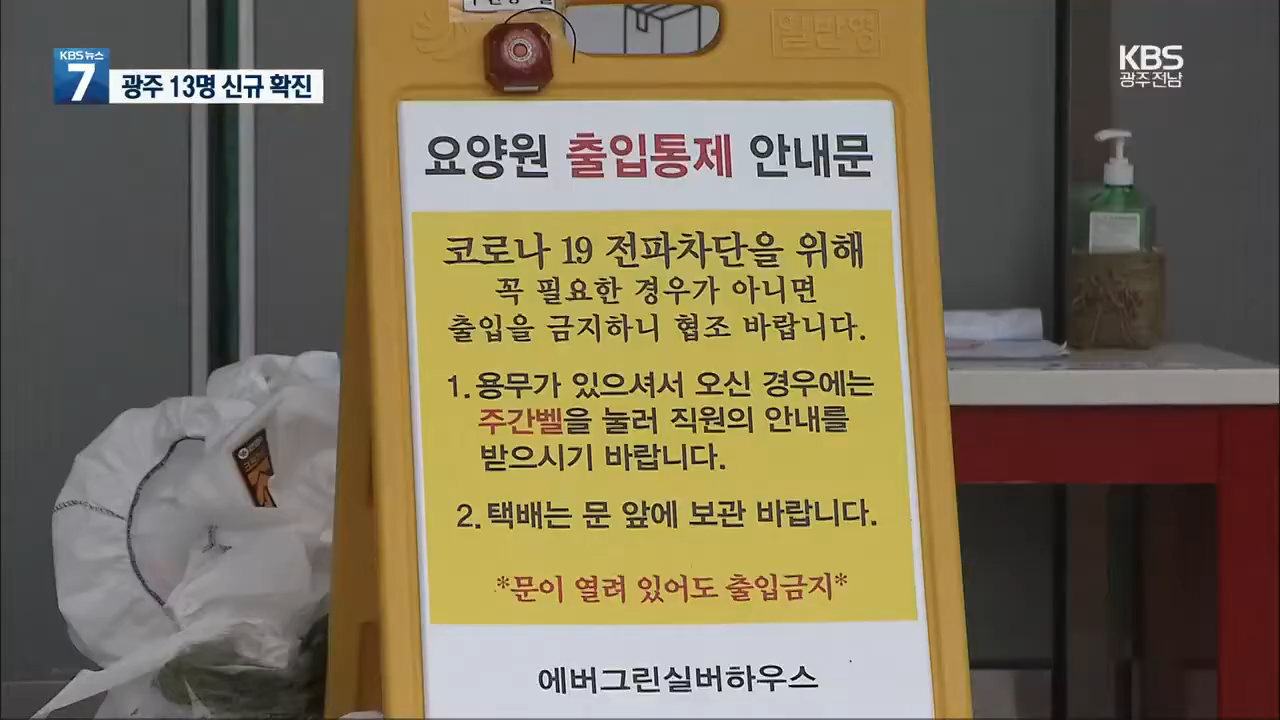 KBS 뉴스
7 광주 13명 신규 확진
KBS
광주전남
일반형
요양원 출입통제 안내문
코로나 19 전파차단을 위해
꼭 필요한 경우가 아니면
출입을 금지하니 협조 바랍니다.
1. 용무가 있으셔서 오신 경우에는
주간벨을 눌러 직원의 안내를
받으시기 바랍니다.
2. 택배는 문 앞에 보관 바랍니다.
*문이 열려 있어도 출입금지*
에버그린실버하우스